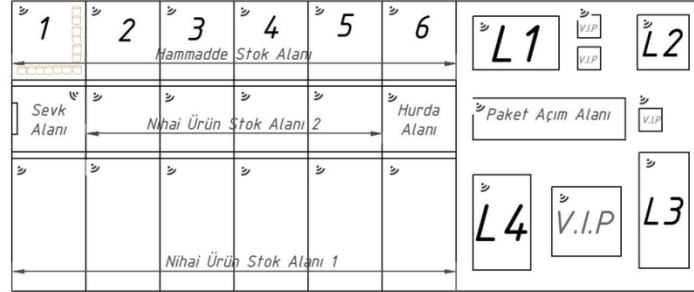 1 2 3 4 5 6
Hammadde Stok Alanı
L1
V.I.P
V.I.P
L2
Sevk Alanı
Nihai Ürün Stok Alanı 2
Hurda Alanı
Paket Açım Alanı
V.I.P
L4
V.I.P
L3
Nihai Ürün Stok Alanı 1